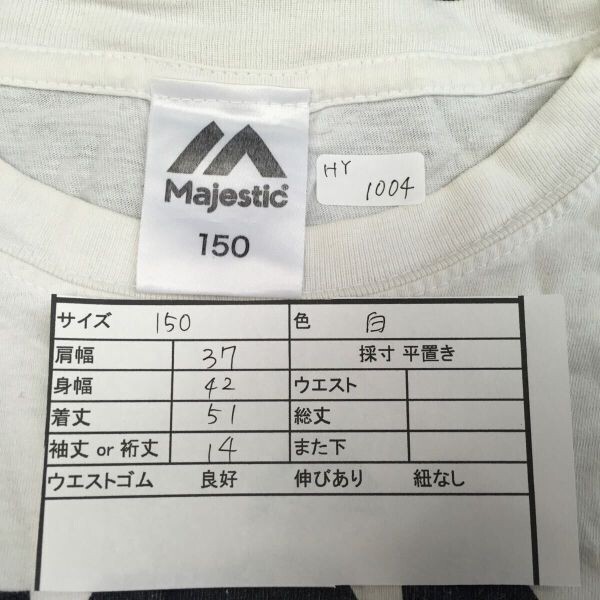 Majestic
150
HY
1004
サイズ 150 色 白
肩幅 37 採寸 平置き
身幅 42 ウエスト
着丈 51 総丈
袖丈 or 裄丈 14 また下
ウエストゴム 良好 伸びあり 紐なし